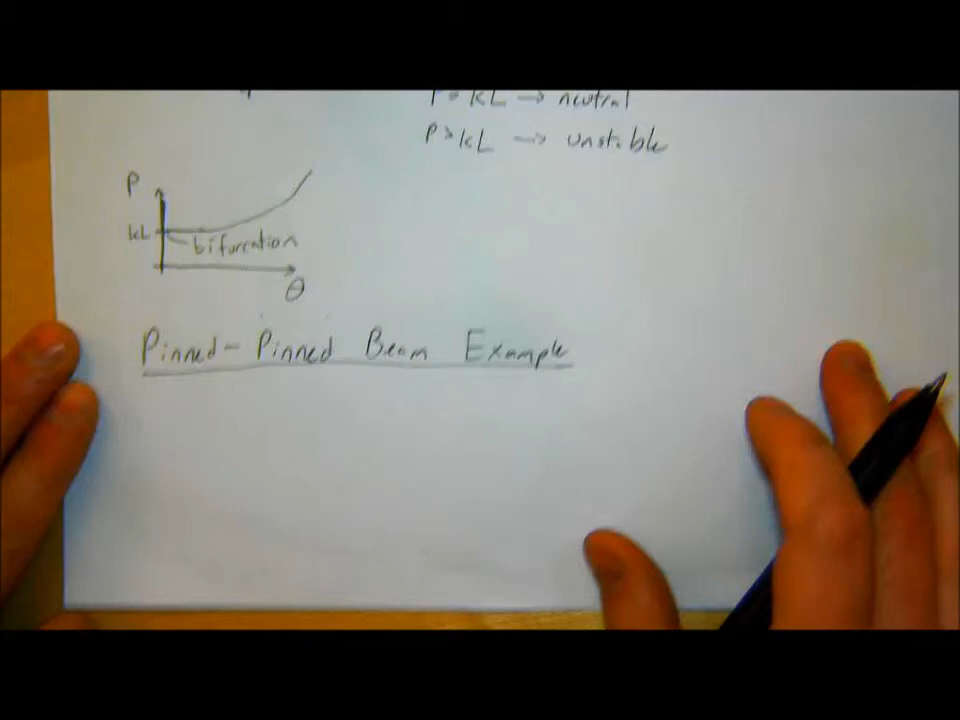 P = kL → neutral
P > kL → unstable
P
kL
bifurcation
θ
Pinned - Pinned Beam Example